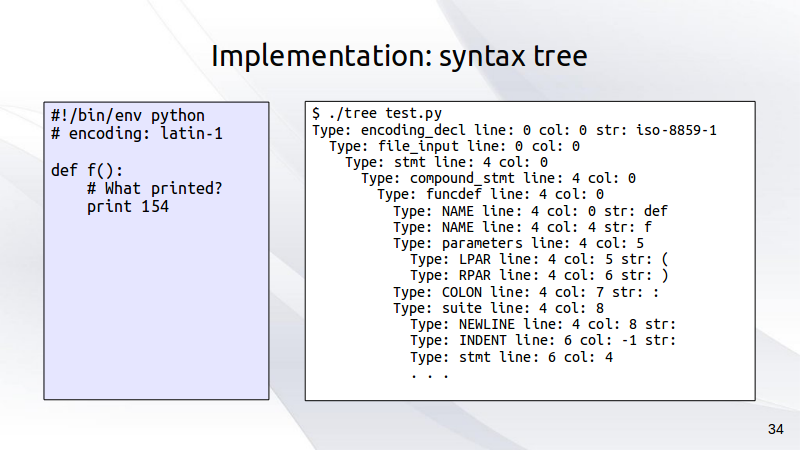 Implementation: syntax tree
#!/bin/env python
# encoding: latin-1

def f():
    # What printed?
    print 154
$ ./tree test.py
Type: encoding_decl line: 0 col: 0 str: iso-8859-1
  Type: file_input line: 0 col: 0
    Type: stmt line: 4 col: 0
      Type: compound_stmt line: 4 col: 0
        Type: funcdef line: 4 col: 0
          Type: NAME line: 4 col: 0 str: def
          Type: NAME line: 4 col: 4 str: f
          Type: parameters line: 4 col: 5
            Type: LPAR line: 4 col: 5 str: (
            Type: RPAR line: 4 col: 6 str: )
          Type: COLON line: 4 col: 7 str: :
          Type: suite line: 4 col: 8
            Type: NEWLINE line: 4 col: 8 str:
            Type: INDENT line: 6 col: -1 str:
            Type: stmt line: 6 col: 4
            . . .
34